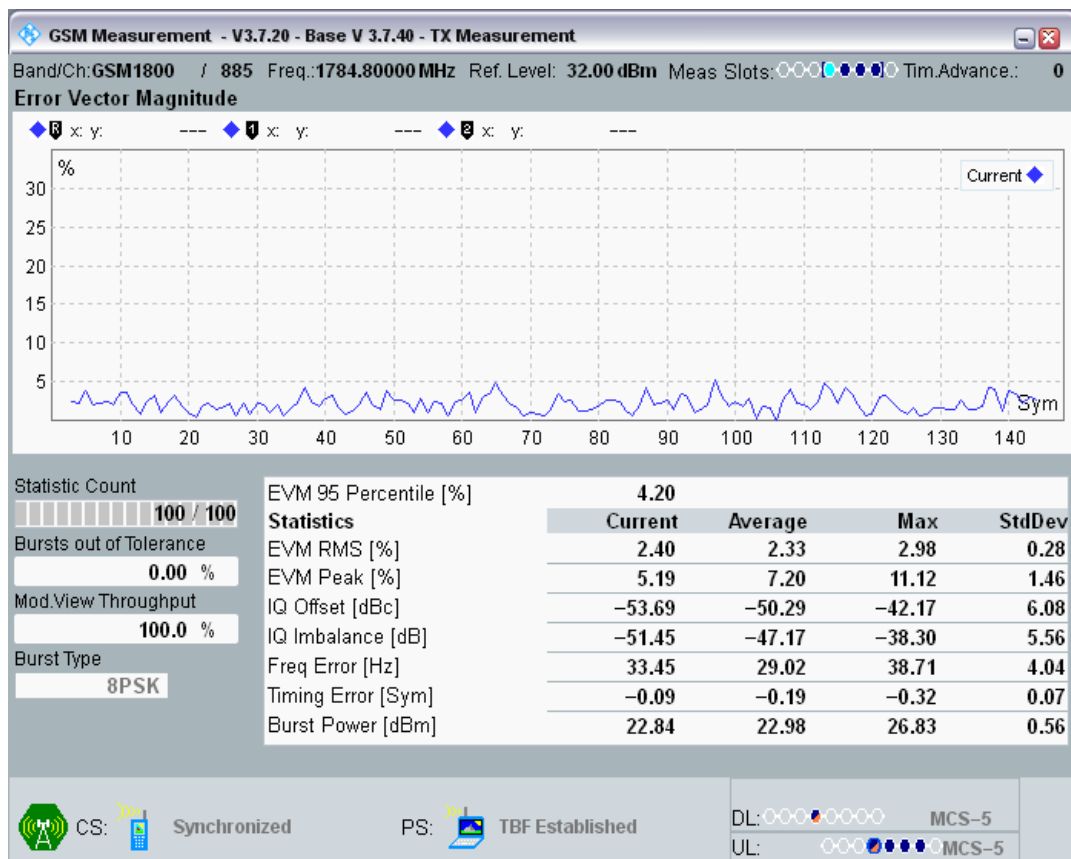 GSM Measurement - V3.7.20 - Base V 3.7.40 - TX Measurement
Band/Ch:GSM1800 / 885 Freq.:1784.80000 MHz Ref. Level: 32.00 dBm Meas Slots: Tim.Advance.: 0
Error Vector Magnitude
R x: y: --- 1 x: y: --- 2 x: y: ---
%
Current
30
25
20
15
10
5
Sym
10 20 30 40 50 60 70 80 90 100 110 120 130 140
Statistic Count
100 / 100
Bursts out of Tolerance
0.00 %
Mod.View Throughput
100.0 %
Burst Type
8PSK
EVM 95 Percentile [%] 4.20
Statistics Current Average Max StdDev
EVM RMS [%] 2.40 2.33 2.98 0.28
EVM Peak [%] 5.19 7.20 11.12 1.46
IQ Offset [dBc] −53.69 −50.29 −42.17 6.08
IQ Imbalance [dB] −51.45 −47.17 −38.30 5.56
Freq Error [Hz] 33.45 29.02 38.71 4.04
Timing Error [Sym] −0.09 −0.19 −0.32 0.07
Burst Power [dBm] 22.84 22.98 26.83 0.56
CS: Synchronized PS: TBF Established
DL: MCS−5
UL: MCS−5